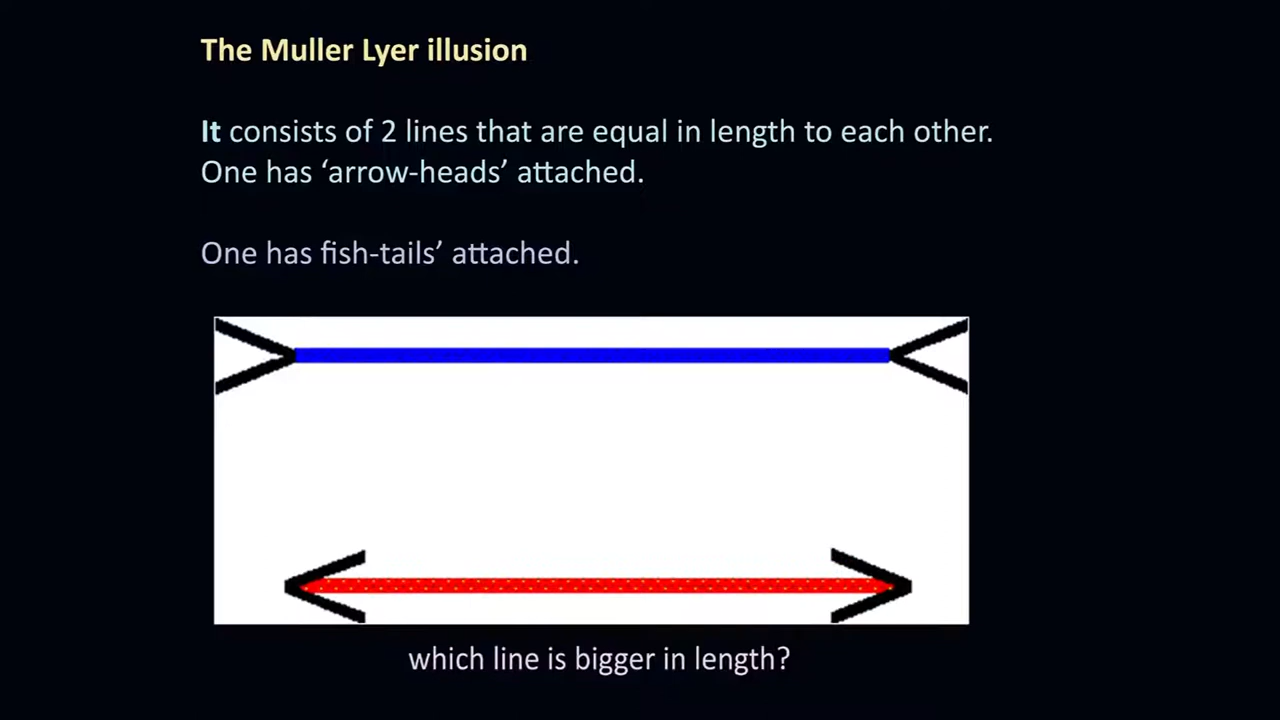 The Muller Lyer illusion
It consists of 2 lines that are equal in length to each other.
One has ‘arrow-heads’ attached.
One has fish-tails’ attached.
which line is bigger in length?